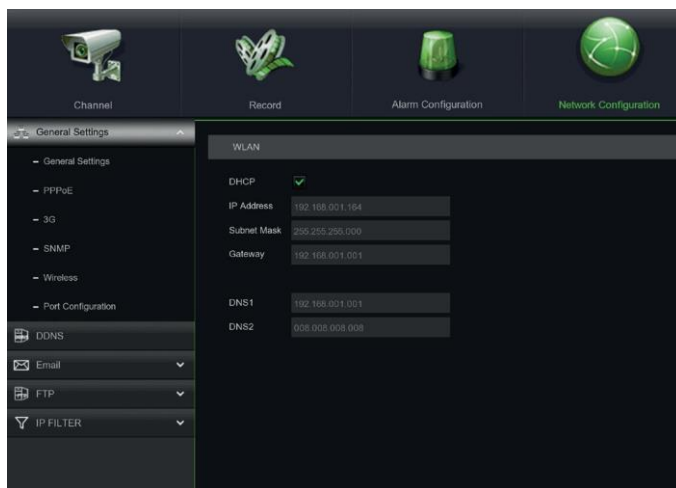 Channel
Record
Alarm Configuration
Network Configuration
General Settings
– General Settings
– PPPoE
– 3G
– SNMP
– Wireless
– Port Configuration
DDNS
Email
FTP
IP FILTER
WLAN
DHCP
IP Address 192.168.001.164
Subnet Mask 255.255.255.000
Gateway 192.168.001.001
DNS1 192.168.001.001
DNS2 008.008.008.008